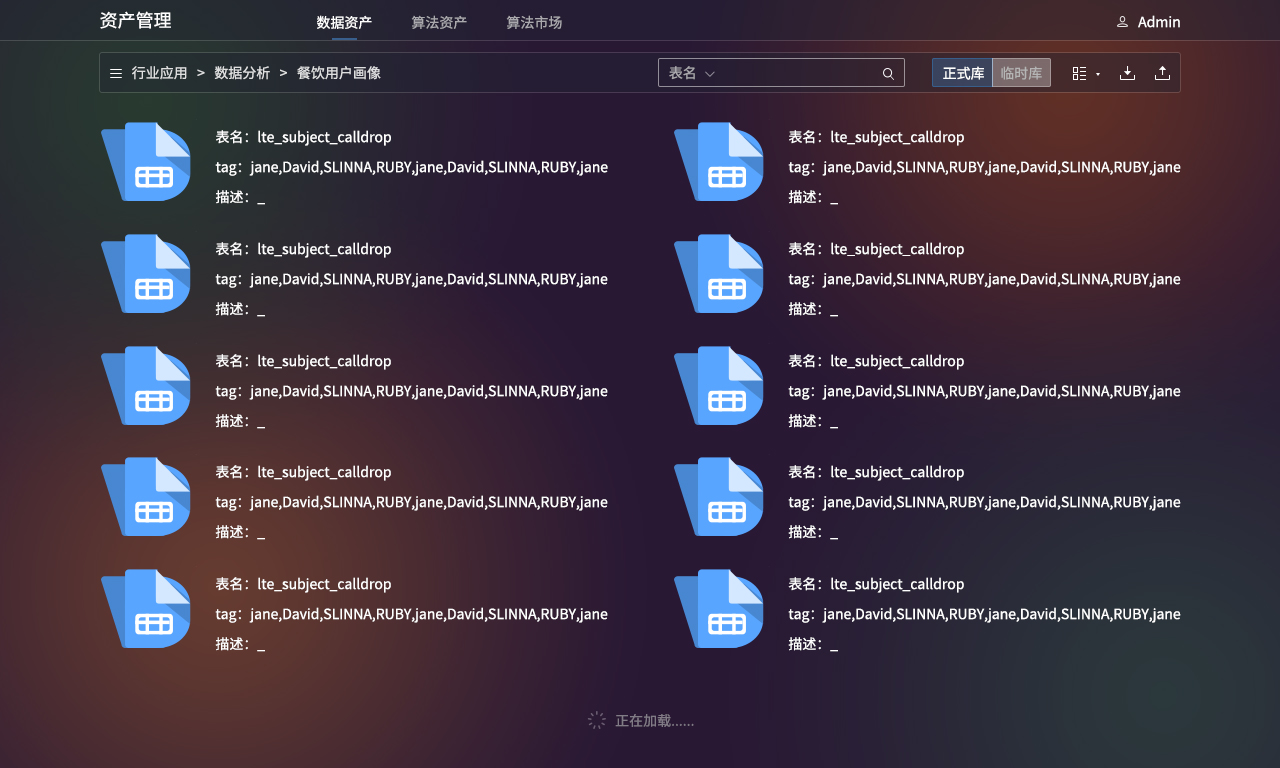 资产管理 数据资产 算法资产 算法市场 Admin
行业应用 > 数据分析 > 餐饮用户画像 表名 正式库 临时库
表名：lte_subject_calldrop
tag：jane,David,SLINNA,RUBY,jane,David,SLINNA,RUBY,jane
描述：_
表名：lte_subject_calldrop
tag：jane,David,SLINNA,RUBY,jane,David,SLINNA,RUBY,jane
描述：_
表名：lte_subject_calldrop
tag：jane,David,SLINNA,RUBY,jane,David,SLINNA,RUBY,jane
描述：_
表名：lte_subject_calldrop
tag：jane,David,SLINNA,RUBY,jane,David,SLINNA,RUBY,jane
描述：_
表名：lte_subject_calldrop
tag：jane,David,SLINNA,RUBY,jane,David,SLINNA,RUBY,jane
描述：_
表名：lte_subject_calldrop
tag：jane,David,SLINNA,RUBY,jane,David,SLINNA,RUBY,jane
描述：_
表名：lte_subject_calldrop
tag：jane,David,SLINNA,RUBY,jane,David,SLINNA,RUBY,jane
描述：_
表名：lte_subject_calldrop
tag：jane,David,SLINNA,RUBY,jane,David,SLINNA,RUBY,jane
描述：_
表名：lte_subject_calldrop
tag：jane,David,SLINNA,RUBY,jane,David,SLINNA,RUBY,jane
描述：_
表名：lte_subject_calldrop
tag：jane,David,SLINNA,RUBY,jane,David,SLINNA,RUBY,jane
描述：_
正在加载......